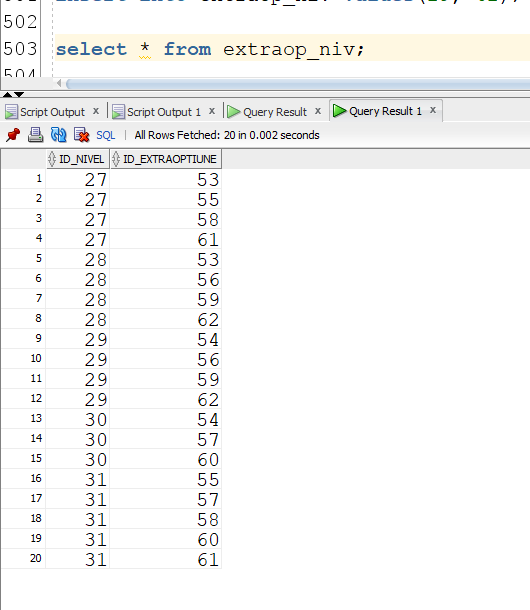 502
503 select * from extraop_niv;
504
Script Output x Script Output 1 x Query Result x Query Result 1 x
SQL | All Rows Fetched: 20 in 0.002 seconds
ID_NIVEL ID_EXTRAOPTIUNE
1 27 53
2 27 55
3 27 58
4 27 61
5 28 53
6 28 56
7 28 59
8 28 62
9 29 54
10 29 56
11 29 59
12 29 62
13 30 54
14 30 57
15 30 60
16 31 55
17 31 57
18 31 58
19 31 60
20 31 61